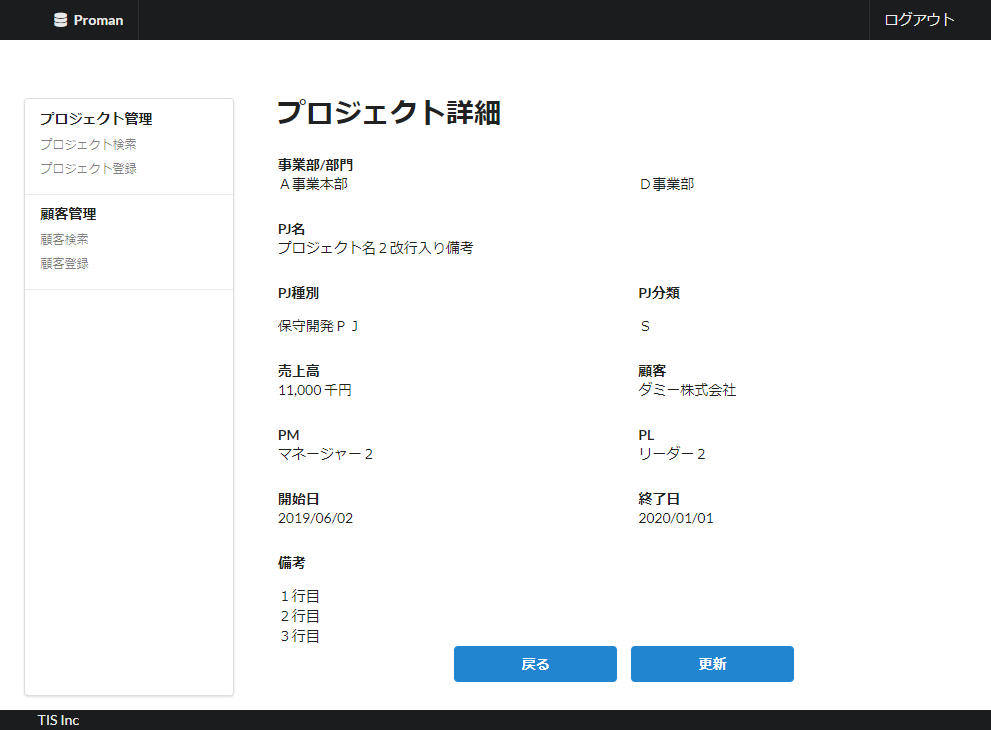 Proman
ログアウト
プロジェクト管理
プロジェクト検索
プロジェクト登録
顧客管理
顧客検索
顧客登録
プロジェクト詳細
事業部/部門
Ａ事業本部
Ｄ事業部
PJ名
プロジェクト名２改行入り備考
PJ種別
PJ分類
保守開発ＰＪ
Ｓ
売上高
顧客
11,000 千円
ダミー株式会社
PM
PL
マネージャー２
リーダー２
開始日
終了日
2019/06/02
2020/01/01
備考
１行目
２行目
３行目
戻る
更新
TIS Inc